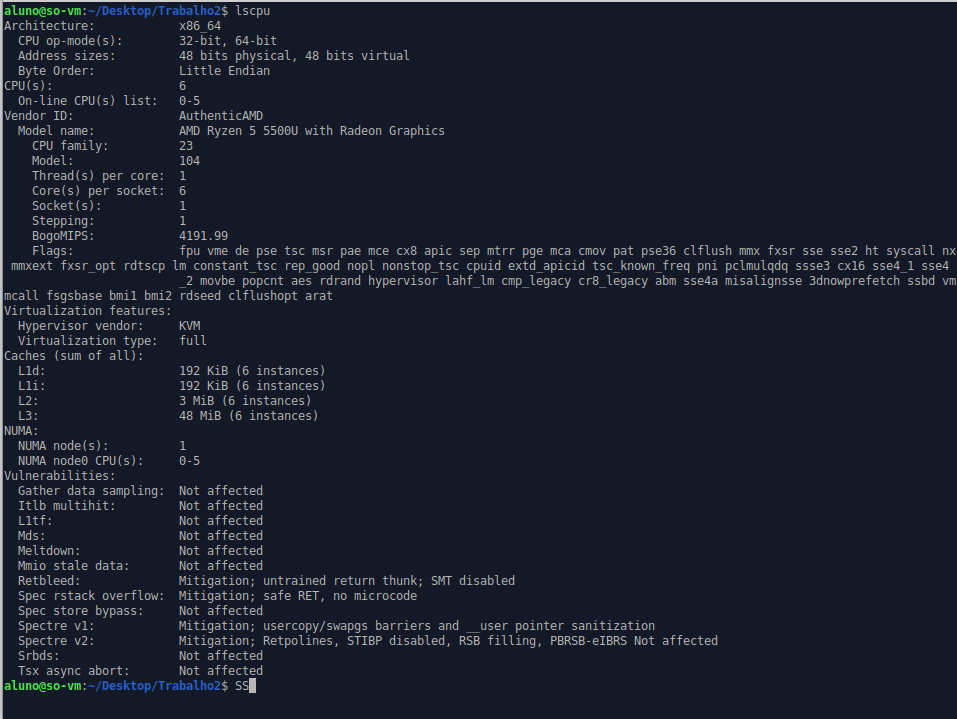 aluno@so-vm:~/Desktop/Trabalho2$ lscpu
Architecture:            x86_64
  CPU op-mode(s):        32-bit, 64-bit
  Address sizes:         48 bits physical, 48 bits virtual
  Byte Order:            Little Endian
CPU(s):                  6
  On-line CPU(s) list:   0-5
Vendor ID:               AuthenticAMD
  Model name:            AMD Ryzen 5 5500U with Radeon Graphics
    CPU family:          23
    Model:               104
    Thread(s) per core:  1
    Core(s) per socket:  6
    Socket(s):           1
    Stepping:            1
    BogoMIPS:            4191.99
    Flags:               fpu vme de pse tsc msr pae mce cx8 apic sep mtrr pge mca cmov pat pse36 clflush mmx fxsr sse sse2 ht syscall nx
 mmxext fxsr_opt rdtscp lm constant_tsc rep_good nopl nonstop_tsc cpuid extd_apicid tsc_known_freq pni pclmulqdq ssse3 cx16 sse4_1 sse4
                         _2 movbe popcnt aes rdrand hypervisor lahf_lm cmp_legacy cr8_legacy abm sse4a misalignsse 3dnowprefetch ssbd vm
mcall fsgsbase bmi1 bmi2 rdseed clflushopt arat
Virtualization features:
  Hypervisor vendor:     KVM
  Virtualization type:   full
Caches (sum of all):
  L1d:                   192 KiB (6 instances)
  L1i:                   192 KiB (6 instances)
  L2:                    3 MiB (6 instances)
  L3:                    48 MiB (6 instances)
NUMA:
  NUMA node(s):          1
  NUMA node0 CPU(s):     0-5
Vulnerabilities:
  Gather data sampling:  Not affected
  Itlb multihit:         Not affected
  L1tf:                  Not affected
  Mds:                   Not affected
  Meltdown:              Not affected
  Mmio stale data:       Not affected
  Retbleed:              Mitigation; untrained return thunk; SMT disabled
  Spec rstack overflow:  Mitigation; safe RET, no microcode
  Spec store bypass:     Not affected
  Spectre v1:            Mitigation; usercopy/swapgs barriers and __user pointer sanitization
  Spectre v2:            Mitigation; Retpolines, STIBP disabled, RSB filling, PBRSB-eIBRS Not affected
  Srbds:                 Not affected
  Tsx async abort:       Not affected
aluno@so-vm:~/Desktop/Trabalho2$ SS